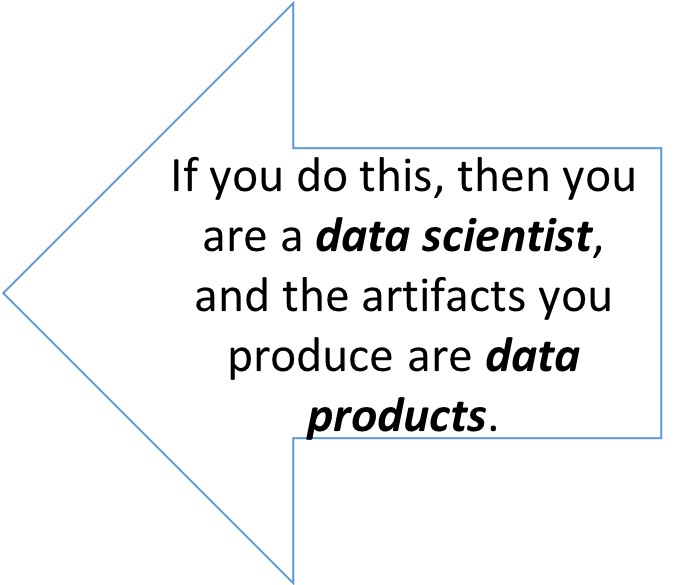 If you do this, then you
are a data scientist,
and the artifacts you
produce are data
products.